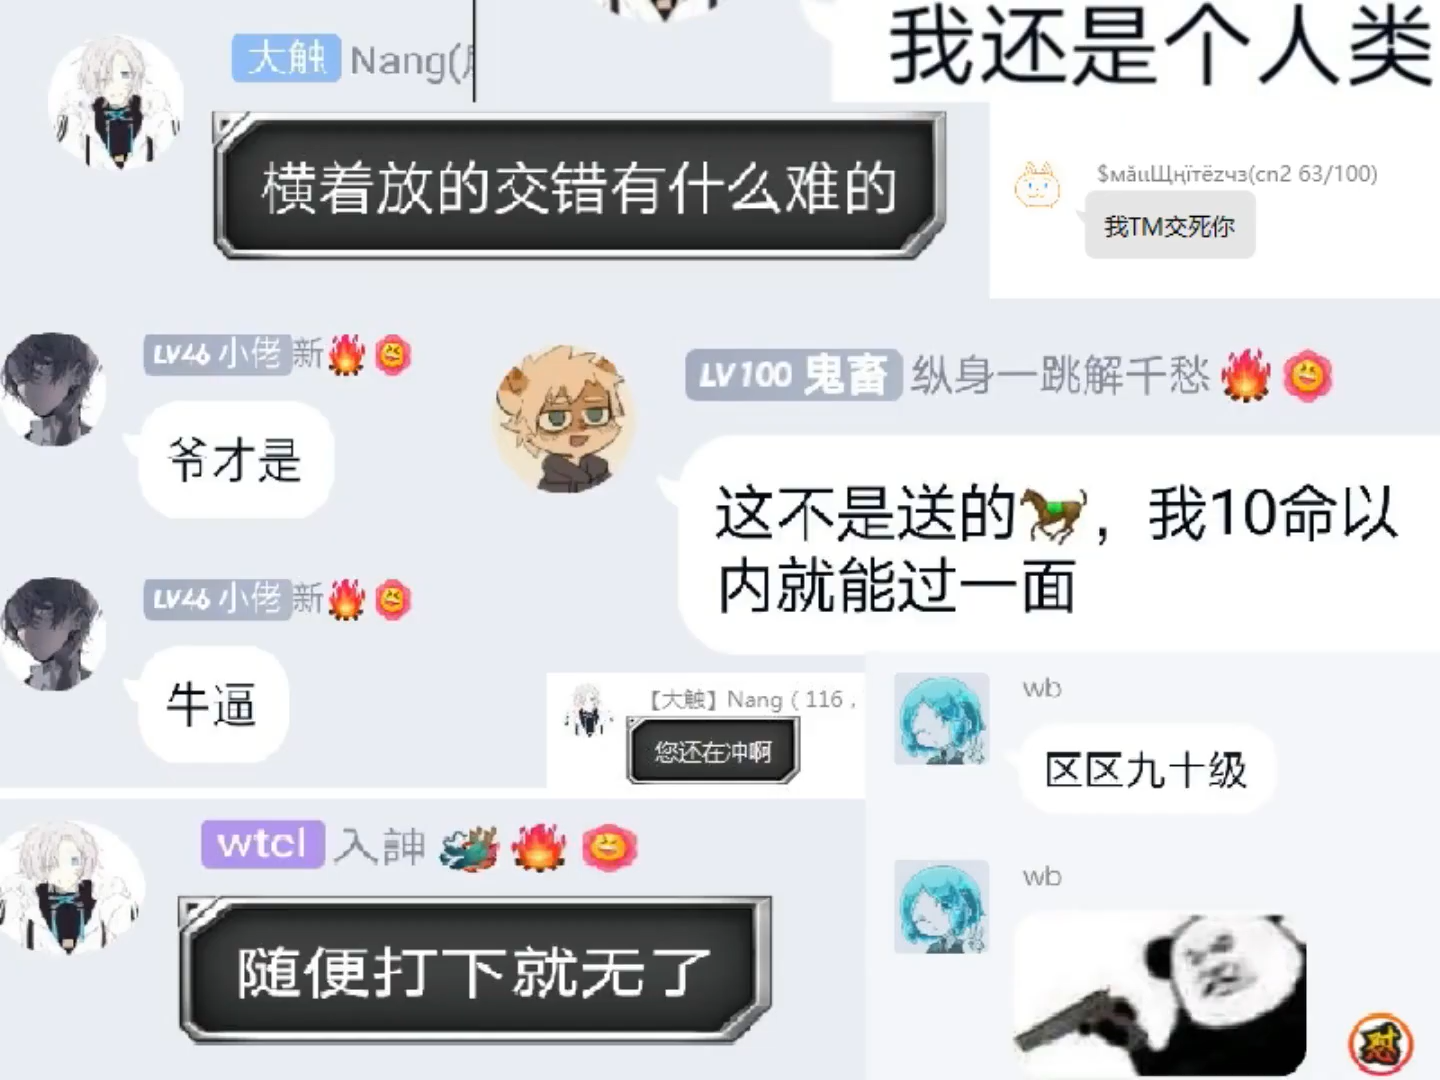 我还是个人类
大触 Nang(
横着放的交错有什么难的
$мǎuЩңïтёzчз(cn2 63/100)
我TM交死你
LV46 小佬 新🔥
爷才是
LV100 鬼畜 纵身一跳解千愁🔥
这不是送的🐎，我10命以
内就能过一面
LV46 小佬 新🔥
牛逼
【大触】Nang（116，
您还在冲啊
wb
区区九十级
wtcl 入訷🐲🔥
随便打下就无了
wb
怼